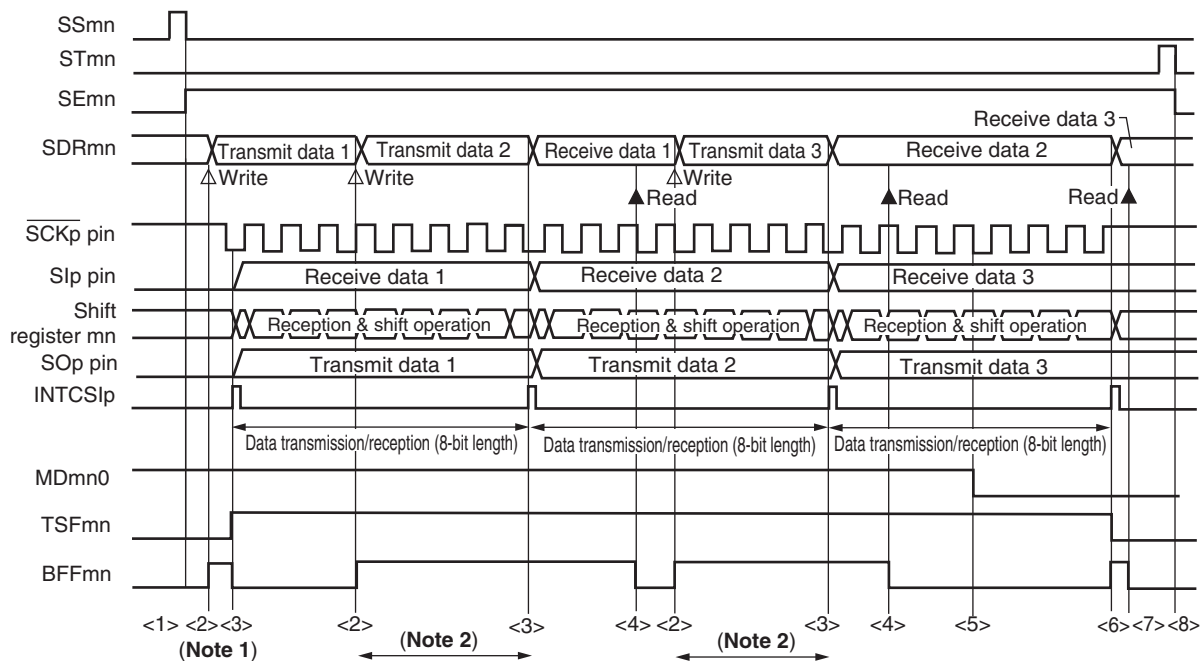 SSmn
STmn
SEmn
Receive data 3
SDRmn Transmit data 1 Transmit data 2 Receive data 1 Transmit data 3 Receive data 2
Write Write Write
Read Read Read
SCKp pin
SIp pin Receive data 1 Receive data 2 Receive data 3
Shift
register mn Reception & shift operation Reception & shift operation Reception & shift operation
SOp pin Transmit data 1 Transmit data 2 Transmit data 3
INTCSIp
Data transmission/reception (8-bit length) Data transmission/reception (8-bit length) Data transmission/reception (8-bit length)
MDmn0
TSFmn
BFFmn
<1> <2> <3> <2> <3> <4> <2> <3> <4> <5> <6> <7> <8>
(Note 1) (Note 2) (Note 2)